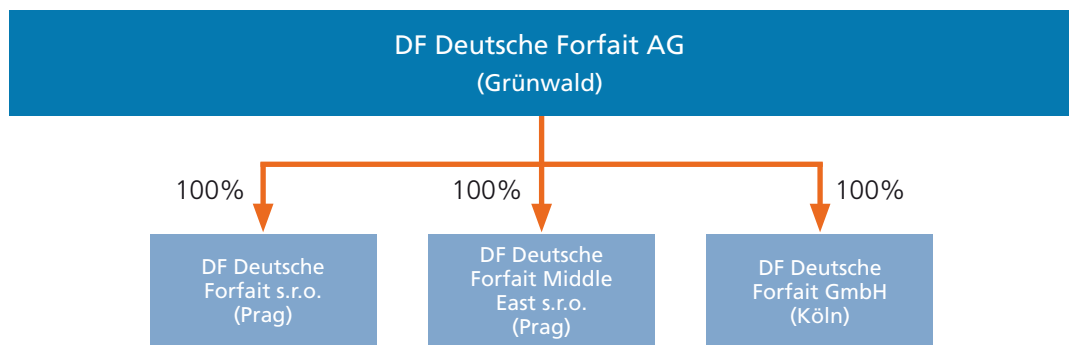 DF Deutsche Forfait AG
(Grünwald)
100%
100%
100%
DF Deutsche
Forfait s.r.o.
(Prag)
DF Deutsche
Forfait Middle
East s.r.o.
(Prag)
DF Deutsche
Forfait GmbH
(Köln)